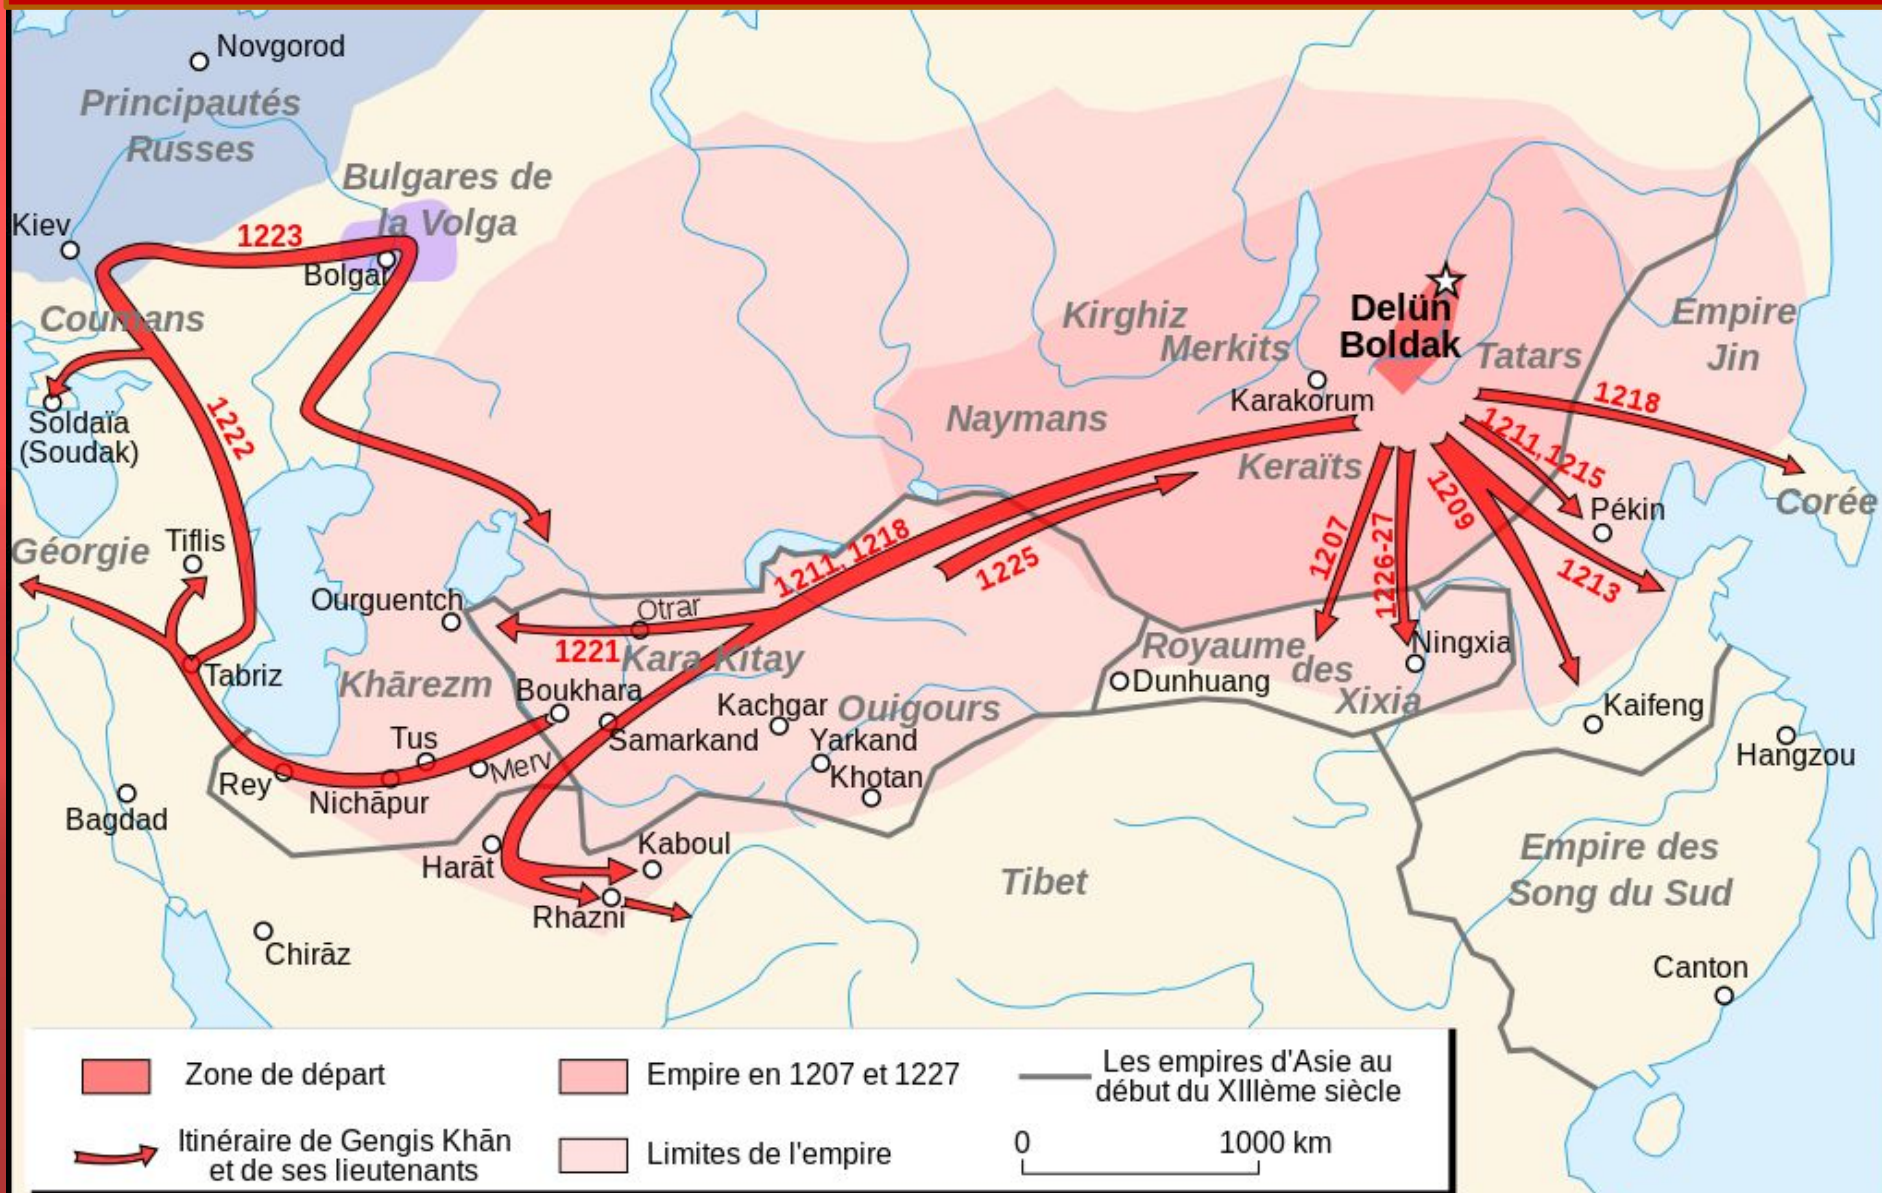 Novgorod
Principautés
Russes
Bulgares de
la Volga
Kiev
1223
Bolgar
Coumans
Soldaïa
(Soudak)
1222
Géorgie
Tiflis
Ourguentch
Tabriz
Khārezm
Otrar
1221
Kara Kitay
Boukhara
Samarkand
Tus
Merv
Rey
Nichāpur
Bagdad
Harāt
Kaboul
Rhazni
Chirāz
Kachgar
Ouigours
Yarkand
Khotan
1211, 1218
1225
Kirghiz
Merkits
Naymans
Keraïts
Karakorum
Delün
Boldak
Tatars
Empire
Jin
1218
1211,1215
1209
1213
1207
1226-27
Pékin
Corée
Royaume
des
Xixia
Ningxia
Dunhuang
Kaifeng
Hangzou
Tibet
Empire des
Song du Sud
Canton
Zone de départ
Itinéraire de Gengis Khān
et de ses lieutenants
Empire en 1207 et 1227
Limites de l'empire
Les empires d'Asie au
début du XIIIème siècle
0 1000 km